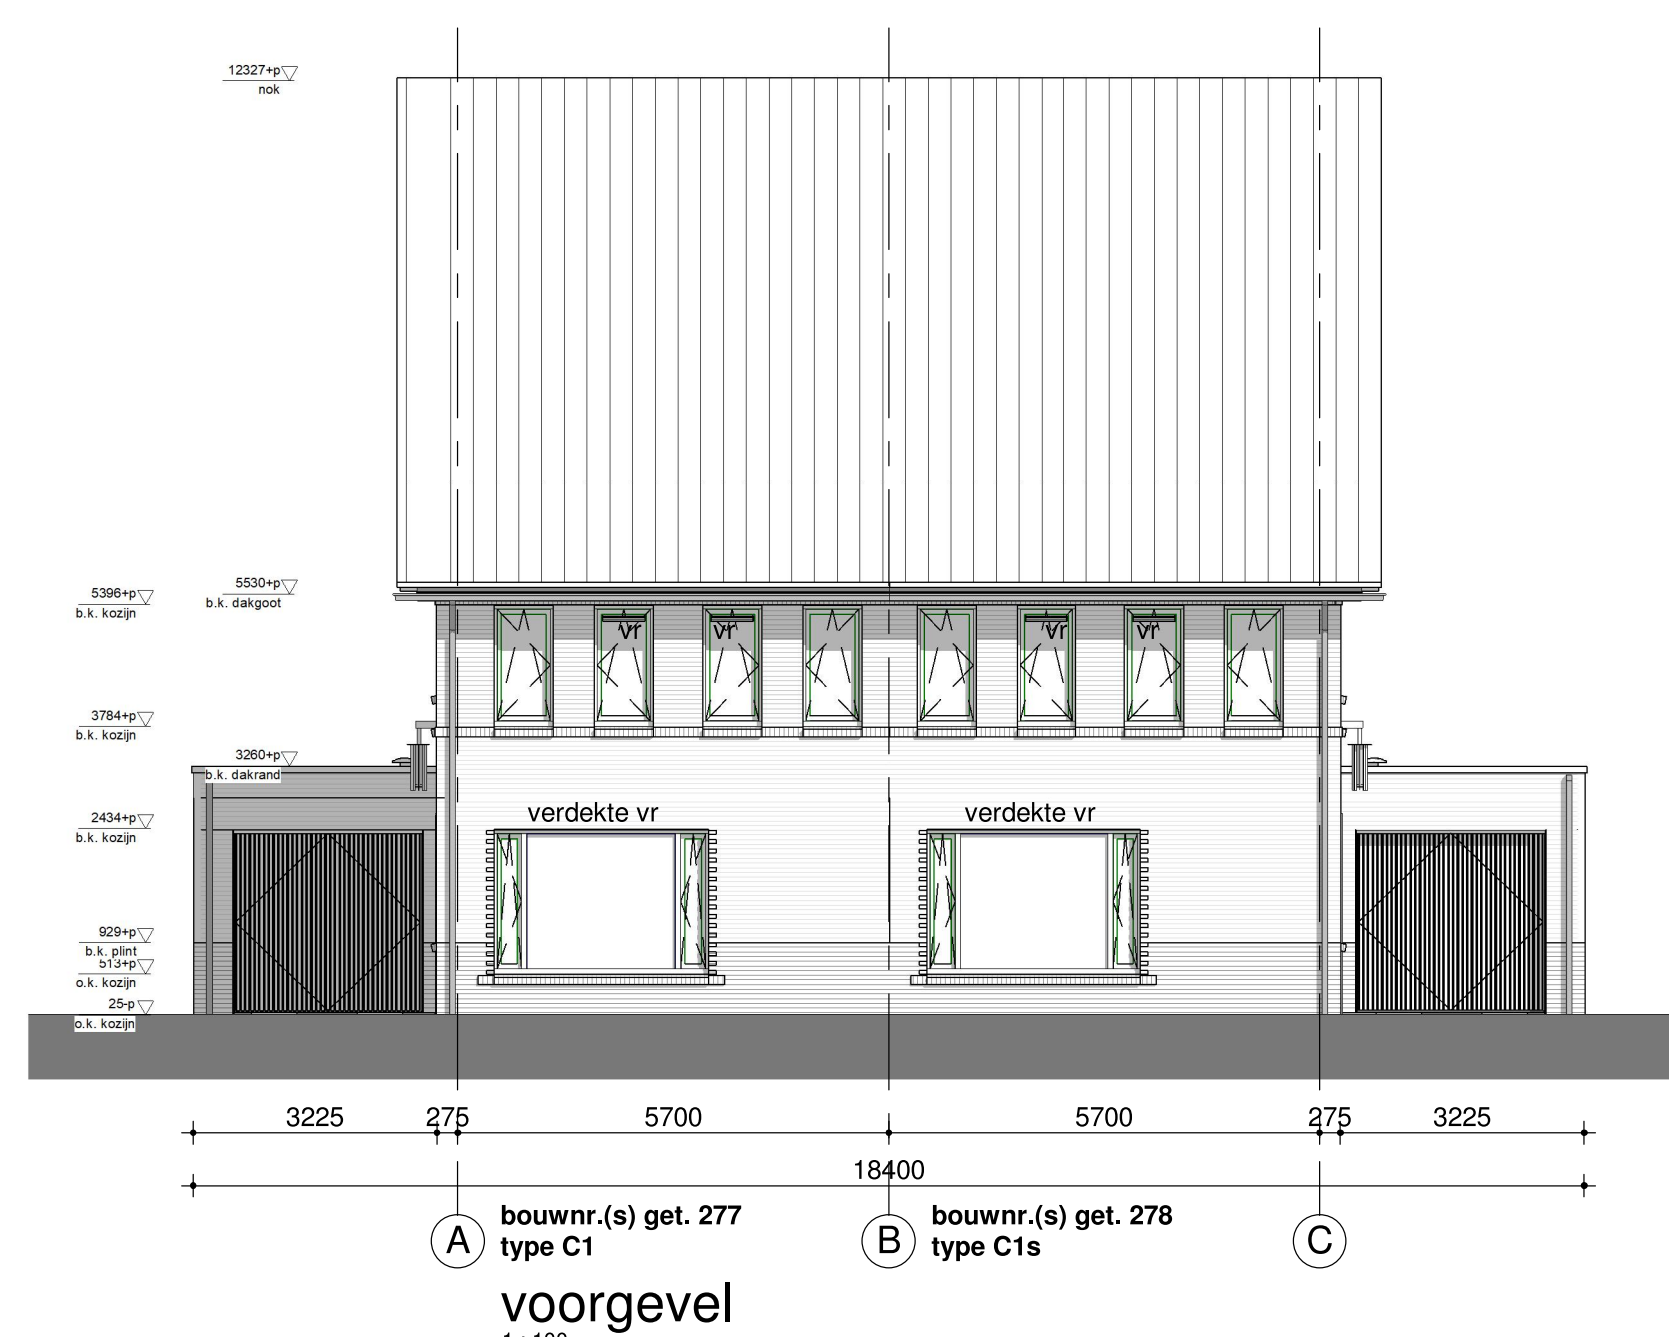 12327+p
nok
5530+p
b.k. dakgoot
5396+p
b.k. kozijn
vr
vr
vr
vr
3784+p
b.k. kozijn
3260+p
b.k. dakrand
2434+p
b.k. kozijn
verdekte vr
verdekte vr
929+p
b.k. plint
513+p
o.k. kozijn
25-p
o.k. kozijn
3225 275 5700 5700 275 3225
18400
A
bouwnr.(s) get. 277
type C1
B
bouwnr.(s) get. 278
type C1s
C
voorgevel